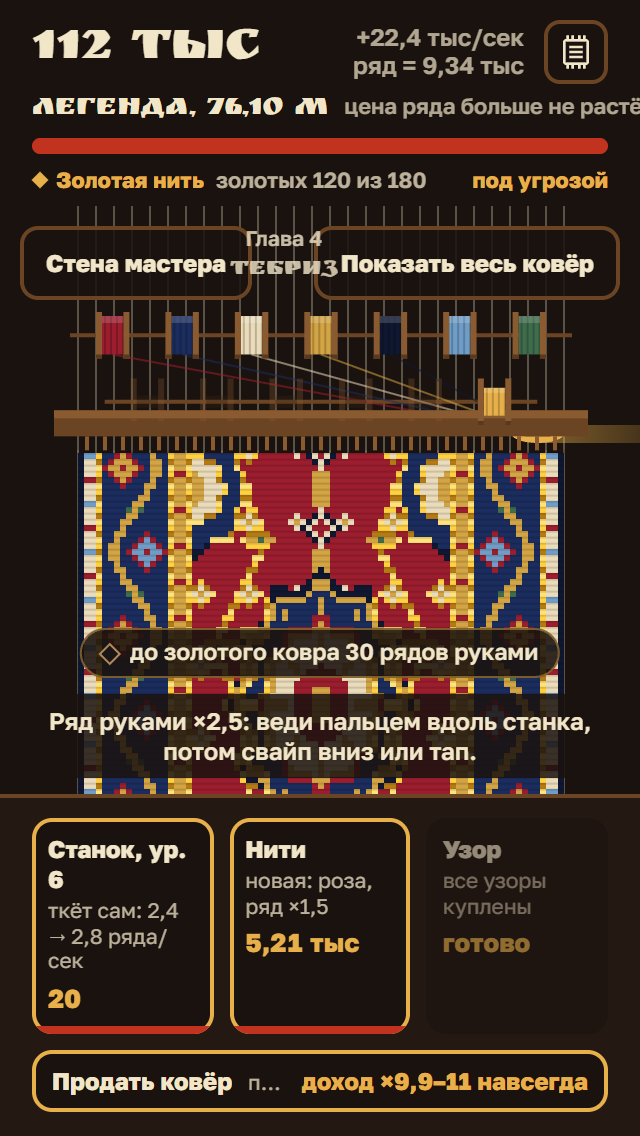 112 тыс
+22,4 тыс/сек
ряд = 9,34 тыс
ЛЕГЕНДА, 76,10 М цена ряда больше не растё
Золотая нить золотых 120 из 180 под угрозой
Глава 4
Стена мастера ТЕБРИЗ Показать весь ковёр
до золотого ковра 30 рядов руками
Ряд руками ×2,5: веди пальцем вдоль станка,
потом свайп вниз или тап.
Станок, ур.
6
ткёт сам: 2,4
→ 2,8 ряда/
сек
20
Нити
новая: роза,
ряд ×1,5
5,21 тыс
Узор
все узоры
куплены
готово
Продать ковёр п... доход ×9,9–11 навсегда